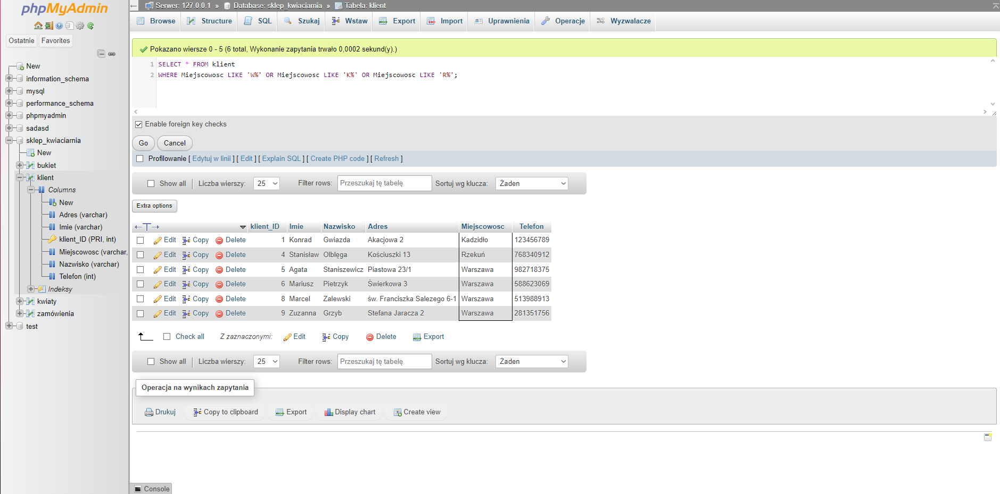 phpMyAdmin
Ostatnie Favorites
New
information_schema
mysql
performance_schema
phpmyadmin
sadasd
sklep_kwiaciarnia
New
bukiet
klient
Columns
New
Adres (varchar)
Imie (varchar)
klient_ID (PRI, int)
Miejscowosc (varchar,
Nazwisko (varchar)
Telefon (int)
Indeksy
kwiaty
zamówienia
test
Serwer: 127.0.0.1 » Database: sklep_kwiaciarnia » Tabela: klient
Browse Structure SQL Szukaj Wstaw Export Import Uprawnienia Operacje Wyzwalacze
Pokazano wiersze 0 - 5 (6 total, Wykonanie zapytania trwało 0,0002 sekund(y).)
1 SELECT * FROM klient
2 WHERE Miejscowosc LIKE 'W%' OR Miejscowosc LIKE 'K%' OR Miejscowosc LIKE 'R%';
Enable foreign key checks
Go Cancel
Profilowanie [ Edytuj w linii ] [ Edit ] [ Explain SQL ] [ Create PHP code ] [ Refresh ]
Show all | Liczba wierszy: 25 Filter rows: Przeszukaj tę tabelę Sortuj wg klucza: Żaden
Extra options
←T→ klient_ID Imie Nazwisko Adres Miejscowosc Telefon
Edit Copy Delete 1 Konrad Gwiazda Akacjowa 2 Kadzidło 123456789
Edit Copy Delete 4 Stanisław Olblęga Kościuszki 13 Rzekuń 768340912
Edit Copy Delete 5 Agata Staniszewicz Piastowa 23/1 Warszawa 982718375
Edit Copy Delete 6 Mariusz Pietrzyk Świerkowa 3 Warszawa 588623069
Edit Copy Delete 8 Marcel Zalewski św. Franciszka Salezego 6-1 Warszawa 513988913
Edit Copy Delete 9 Zuzanna Grzyb Stefana Jaracza 2 Warszawa 281351756
Check all Z zaznaczonymi: Edit Copy Delete Export
Show all | Liczba wierszy: 25 Filter rows: Przeszukaj tę tabelę Sortuj wg klucza: Żaden
Operacja na wynikach zapytania
Drukuj Copy to clipboard Export Display chart Create view
Console